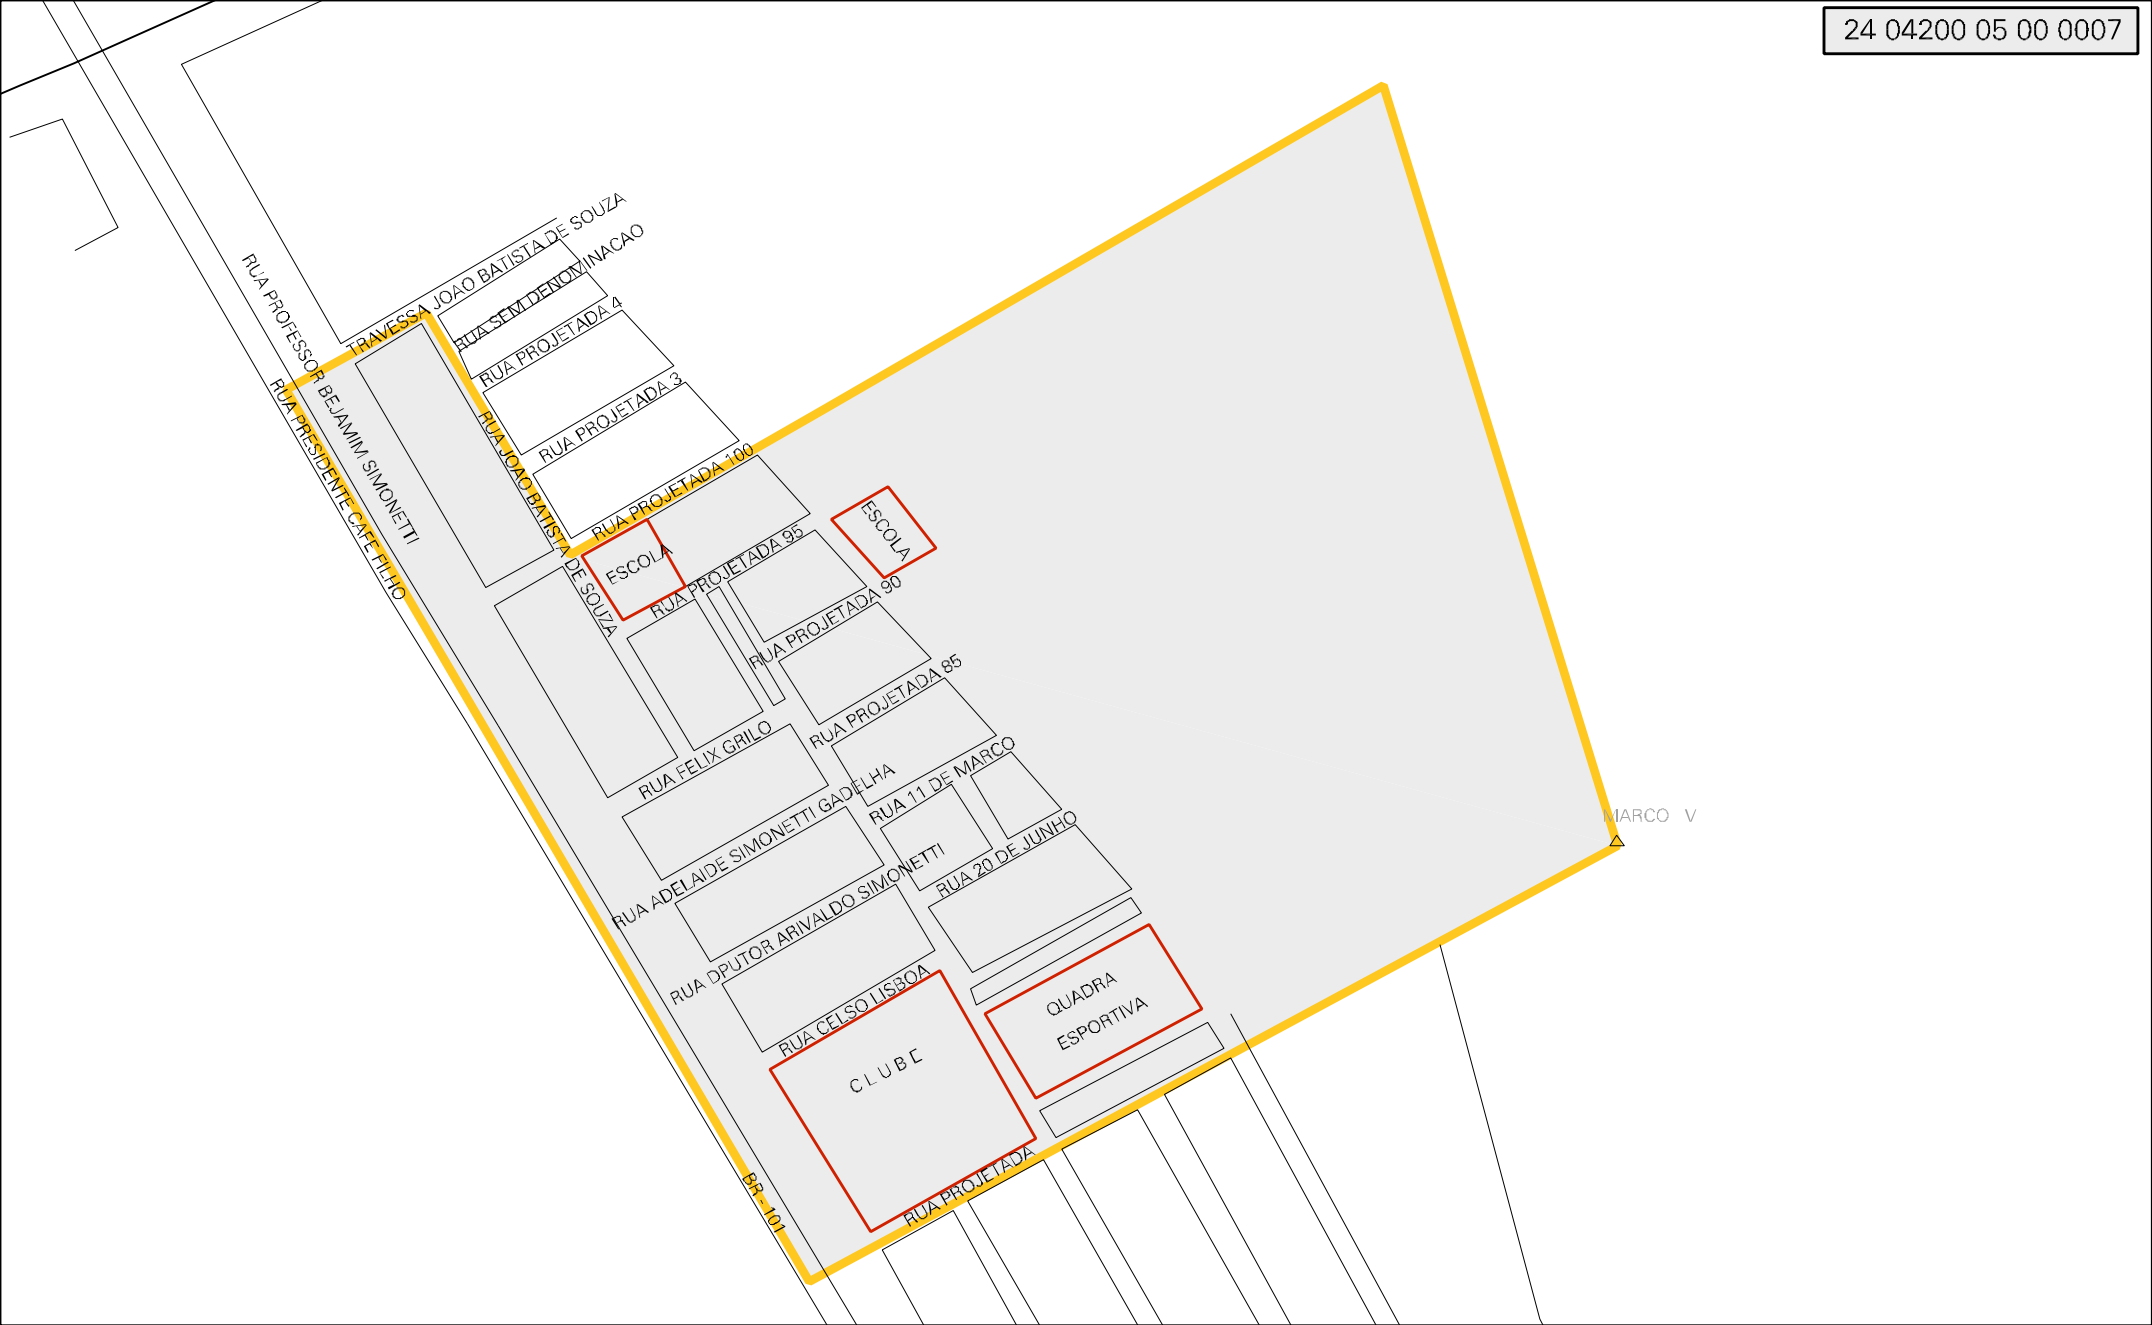 24 04200 05 00 0007
TRAVESSA JOAO BATISTA DE SOUZA
RUA SEM DENOMINACAO
RUA PROJETADA 4
RUA PROFESSOR BEJAMIM SIMONETTI
RUA PRESIDENTE CAFE FILHO
RUA PROJETADA 3
RUA JOAO BATISTA DE SOUZA
RUA PROJETADA 100
ESCOLA
ESCOLA
RUA PROJETADA 95
RUA PROJETADA 90
RUA PROJETADA 85
RUA FELIX GRILO
RUA 11 DE MARCO
RUA ADELAIDE SIMONETTI GADELHA
RUA 20 DE JUNHO
MARCO V
RUA DPUTOR ARIVALDO SIMONETTI
RUA CELSO LISBOA
QUADRA
ESPORTIVA
CLUBE
BR - 101
RUA PROJETADA